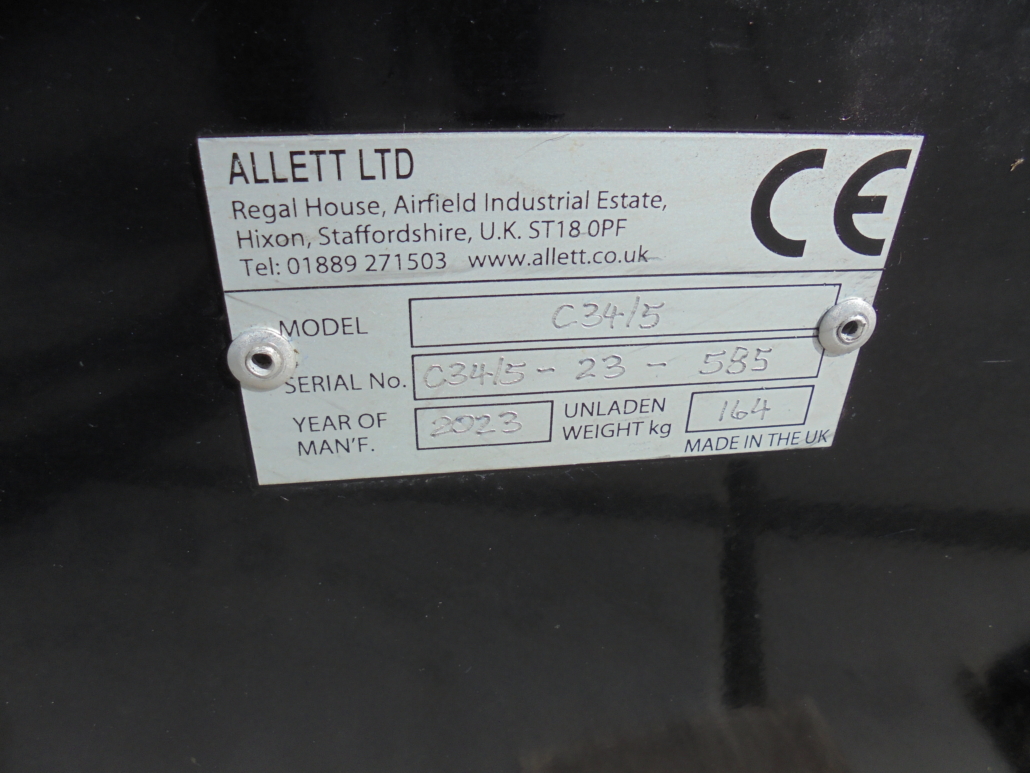 ALLETT LTD
Regal House, Airfield Industrial Estate,
Hixon, Staffordshire, U.K. ST18 0PF
Tel: 01889 271503 www.allett.co.uk
CE
MODEL C34/5
SERIAL No. C34/5 - 23 - 585
YEAR OF MAN'F. 2023 UNLADEN WEIGHT kg 164
MADE IN THE UK